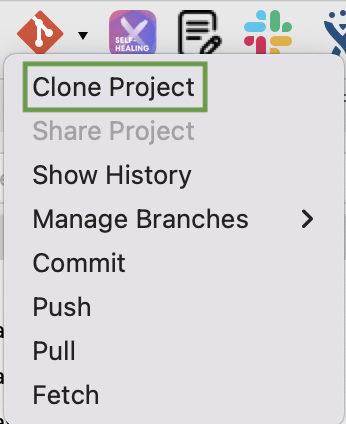 SELF-
HEALING
Clone Project
Share Project
Show History
Manage Branches
Commit
Push
Pull
Fetch